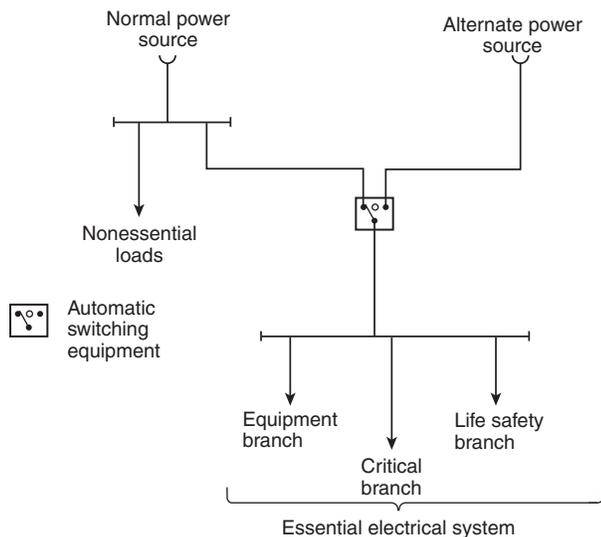 Normal power
source
Alternate power
source
Nonessential
loads
Automatic
switching
equipment
Equipment
branch
Critical
branch
Life safety
branch
Essential electrical system